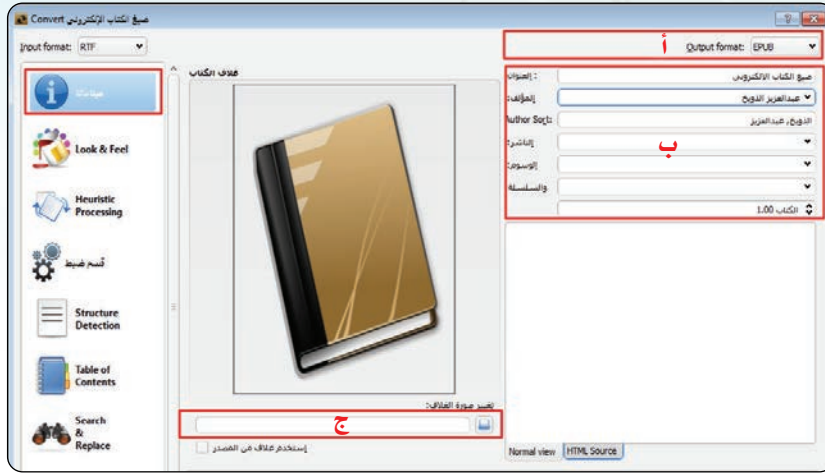 صيغ الكتاب الإلكتروني Convert
Input format: RTF
أ
Output format: EPUB
Look & Feel
Heuristic
Processing
قسم ضبط
Structure
Detection
Table of
Contents
Search
&
Replace
غلاف الكتاب
تغيير صورة الغلاف:
ج
إستخدم غلاف من المصدر
العنوان: صيغ الكتاب الالكتروني
المؤلف: عبدالعزيز الذويخ
Author Sort: الذويخ, عبدالعزيز
الناشر:
ب
الوسوم:
والسلسلة
الكتاب 1.00
Normal view HTML Source